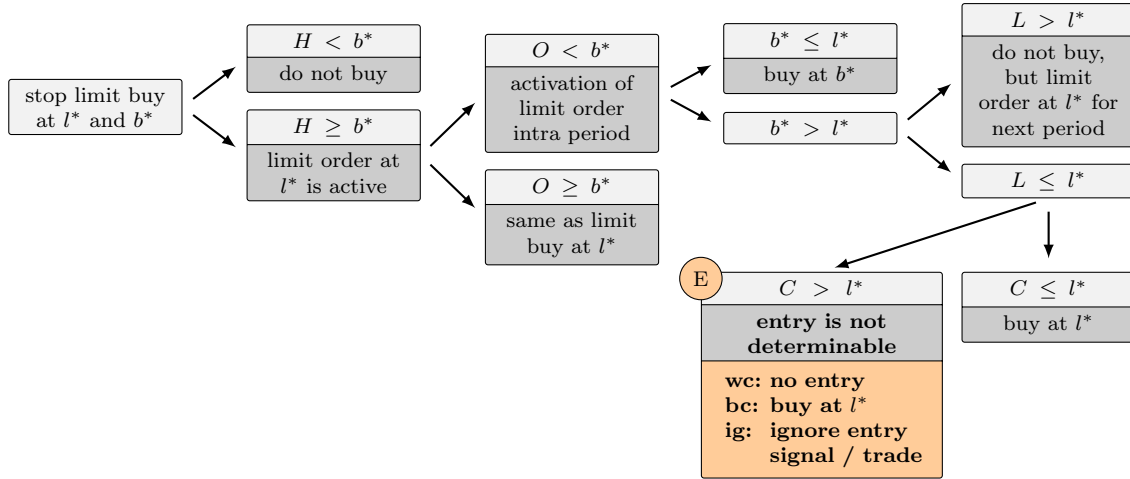 stop limit buy
at l* and b*
H < b*
do not buy
H ≥ b*
limit order at
l* is active
O < b*
activation of
limit order
intra period
O ≥ b*
same as limit
buy at l*
b* ≤ l*
buy at b*
b* > l*
L > l*
do not buy,
but limit
order at l* for
next period
L ≤ l*
E
C > l*
entry is not
determinable
wc: no entry
bc: buy at l*
ig: ignore entry
signal / trade
C ≤ l*
buy at l*